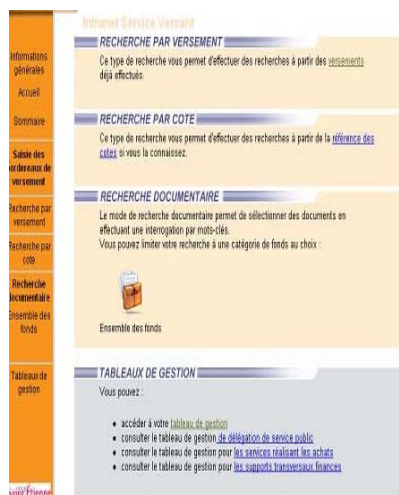 Intranet Service Versant
Informations
générales
Accueil
Sommaire
Saisie des
bordereaux de
versement
Recherche par
versement
Recherche par
cote
Recherche
documentaire
Ensemble des
fonds
Tableaux de
gestion
Saint-Étienne
RECHERCHE PAR VERSEMENT
Ce type de recherche vous permet d'effectuer des recherches à partir des versements
déjà effectués.
RECHERCHE PAR COTE
Ce type de recherche vous permet d'effectuer des recherches à partir de la référence des
cotes si vous la connaissez.
RECHERCHE DOCUMENTAIRE
Le mode de recherche documentaire permet de sélectionner des documents en
effectuant une interrogation par mots-clés.
Vous pouvez limiter votre recherche à une catégorie de fonds au choix :
Ensemble des fonds
TABLEAUX DE GESTION
Vous pouvez :
• accéder à votre tableau de gestion
• consulter le tableau de gestion de délégation de service public
• consulter le tableau de gestion pour les services réalisant les achats
• consulter le tableau de gestion pour les supports transversaux finances